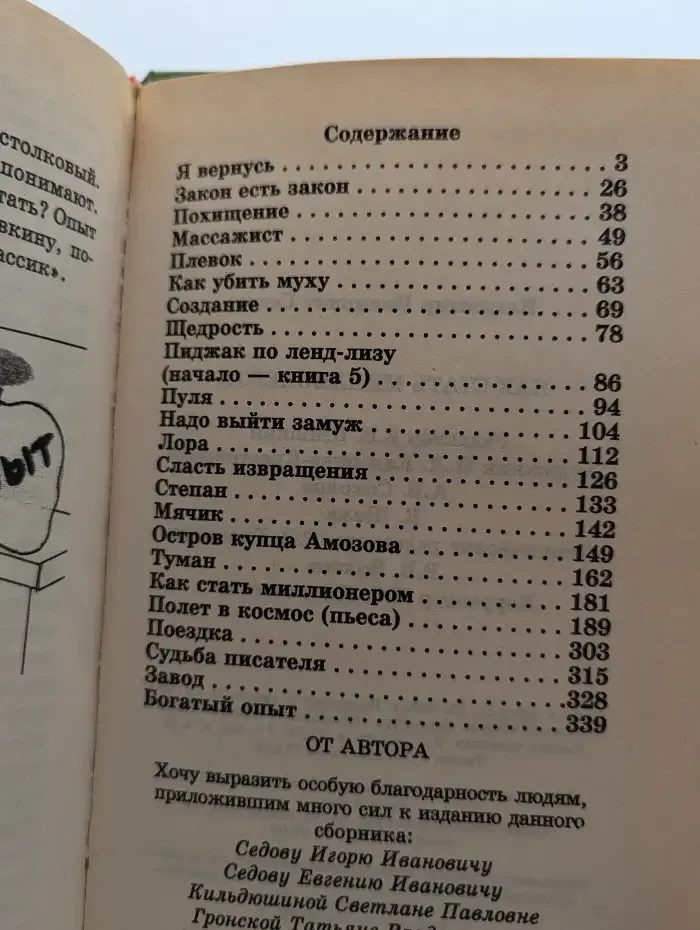 столковый.
понимают.
тать? Опыт
вкину, по-
ассик».
ЫТ
Содержание
Я вернусь . . . . . . . . . . . . . . . . . . . . . . . . . . 3
Закон есть закон . . . . . . . . . . . . . . . . . . 26
Похищение . . . . . . . . . . . . . . . . . . . . . . . 38
Массажист . . . . . . . . . . . . . . . . . . . . . . . 49
Плевок . . . . . . . . . . . . . . . . . . . . . . . . . . 56
Как убить муху . . . . . . . . . . . . . . . . . . . 63
Создание . . . . . . . . . . . . . . . . . . . . . . . . 69
Щедрость . . . . . . . . . . . . . . . . . . . . . . . . 78
Пиджак по ленд-лизу
(начало — книга 5) . . . . . . . . . . . . . . . . 86
Пуля . . . . . . . . . . . . . . . . . . . . . . . . . . . . 94
Надо выйти замуж . . . . . . . . . . . . . . . . 104
Лора . . . . . . . . . . . . . . . . . . . . . . . . . . . 112
Сласть извращения . . . . . . . . . . . . . . . 126
Степан . . . . . . . . . . . . . . . . . . . . . . . . . 133
Мячик . . . . . . . . . . . . . . . . . . . . . . . . . . 142
Остров купца Амозова . . . . . . . . . . . . . 149
Туман . . . . . . . . . . . . . . . . . . . . . . . . . . 162
Как стать миллионером . . . . . . . . . . . . 181
Полет в космос (пьеса) . . . . . . . . . . . . . 189
Поездка . . . . . . . . . . . . . . . . . . . . . . . . 303
Судьба писателя . . . . . . . . . . . . . . . . . 315
Завод . . . . . . . . . . . . . . . . . . . . . . . . . . 328
Богатый опыт . . . . . . . . . . . . . . . . . . . . 339
ОТ АВТОРА
Хочу выразить особую благодарность людям,
приложившим много сил к изданию данного
сборника:
Седову Игорю Ивановичу
Седову Евгению Ивановичу
Кильдюшиной Светлане Павловне
Гронской Татьяне